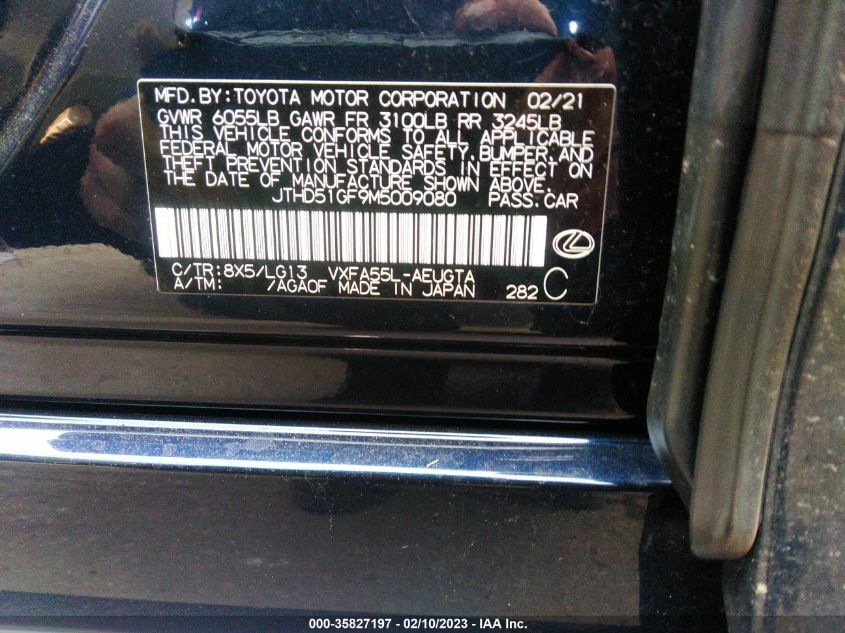 MFD.BY:TOYOTA MOTOR CORPORATION 02/21
GVWR 6055LB GAWR FR 3100LB RR 3245LB
THIS VEHICLE CONFORMS TO ALL APPLICABLE
FEDERAL MOTOR VEHICLE SAFETY,BUMPER,AND
THEFT PREVENTION STANDARDS IN EFFECT ON
THE DATE OF MANUFACTURE SHOWN ABOVE.
JTHD51GF9M5009080 PASS.CAR
C/TR:8X5/LG13 VXFA55L-AEUGTA
A/TM: /AGAOF MADE IN JAPAN 282 C
000-35827197 - 02/10/2023 - IAA Inc.